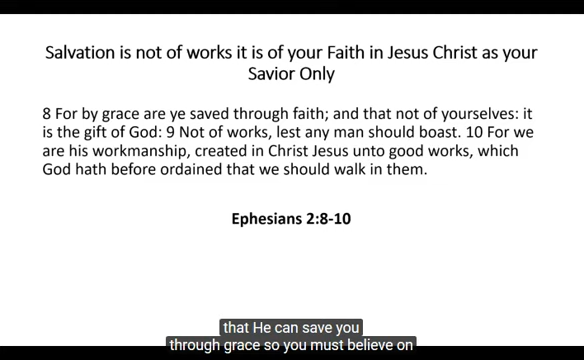 Salvation is not of works it is of your Faith in Jesus Christ as your
Savior Only
8 For by grace are ye saved through faith; and that not of yourselves: it
is the gift of God: 9 Not of works, lest any man should boast. 10 For we
are his workmanship, created in Christ Jesus unto good works, which
God hath before ordained that we should walk in them.
Ephesians 2:8-10
that He can save you
through grace so you must believe on